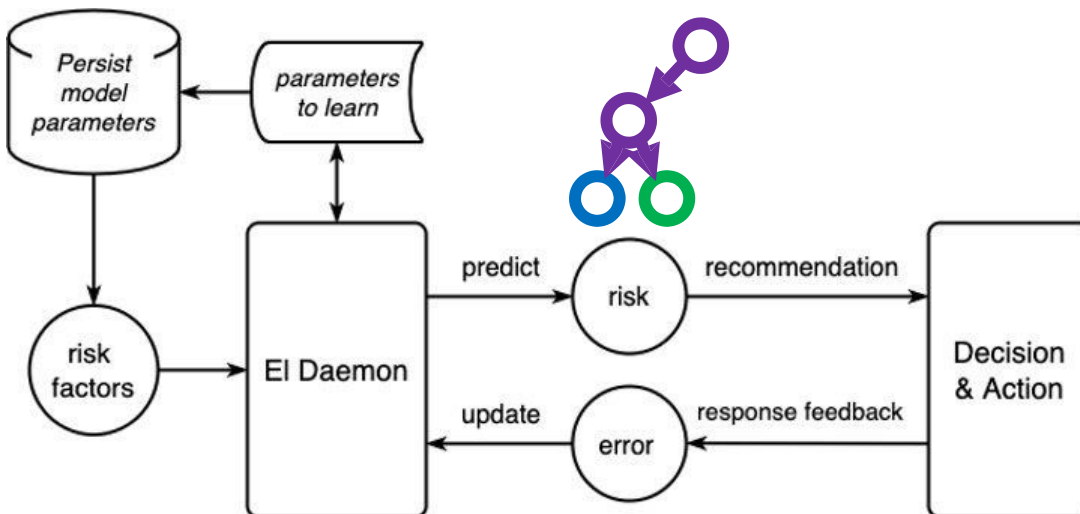 Persist
model
parameters
parameters
to learn
predict
recommendation
risk
risk
factors
El Daemon
Decision
& Action
update
response feedback
error